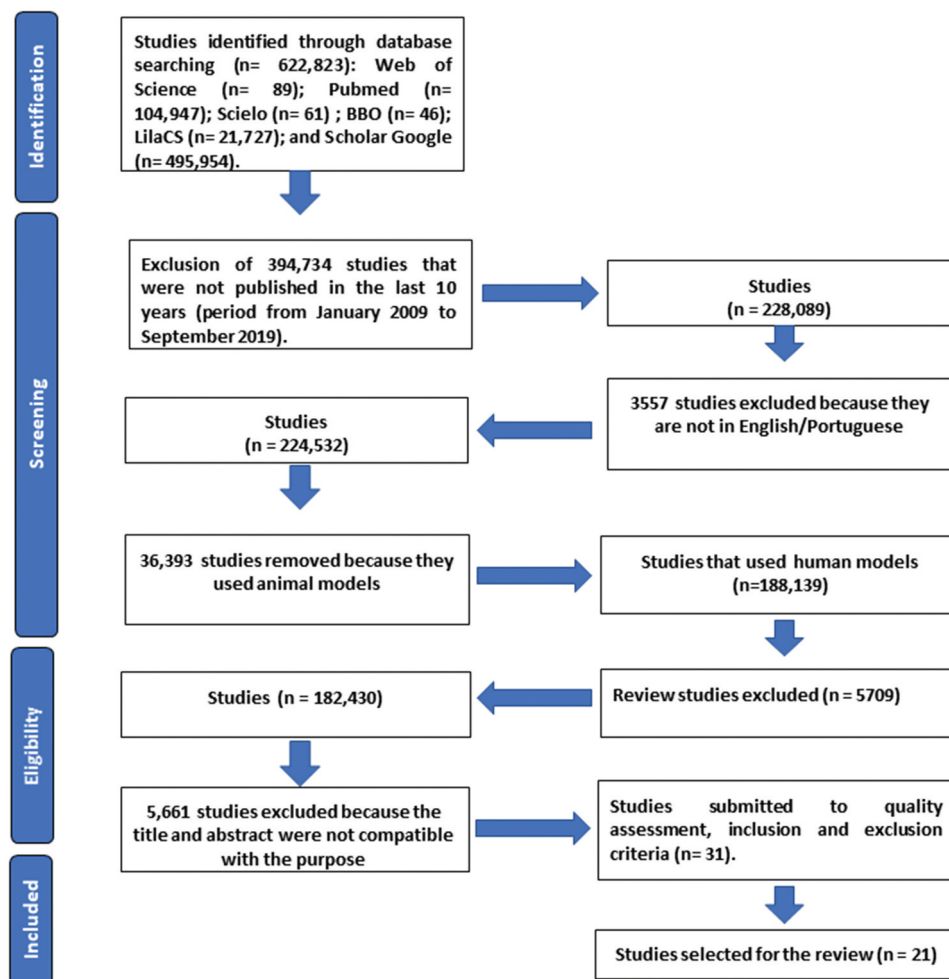 Identification
Studies identified through database
searching (n= 622,823): Web of
Science (n= 89); Pubmed (n=
104,947); Scielo (n= 61) ; BBO (n= 46);
LilaCS (n= 21,727); and Scholar Google
(n= 495,954).
Screening
Exclusion of 394,734 studies that
were not published in the last 10
years (period from January 2009 to
September 2019).
Studies
(n = 228,089)
3557 studies excluded because they
are not in English/Portuguese
Studies
(n = 224,532)
36,393 studies removed because they
used animal models
Studies that used human models
(n=188,139)
Eligibility
Review studies excluded (n = 5709)
Studies (n = 182,430)
5,661 studies excluded because the
title and abstract were not compatible
with the purpose
Studies submitted to quality
assessment, inclusion and exclusion
criteria (n= 31).
Included
Studies selected for the review (n = 21)